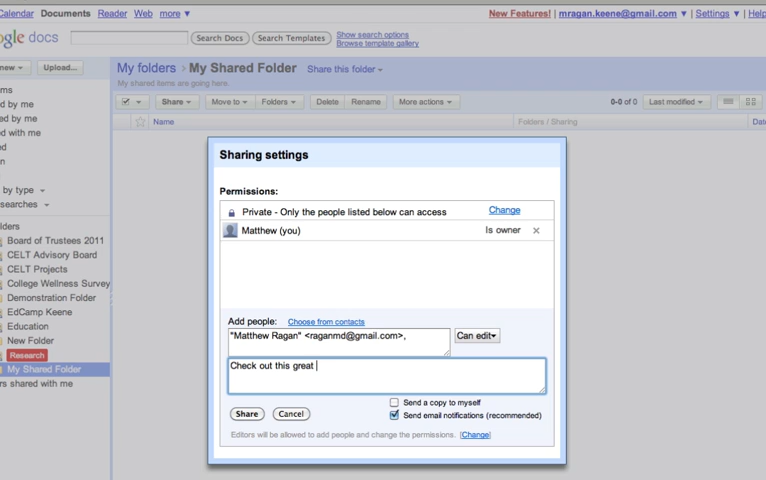 Calendar Documents Reader Web more ▼ New Features! | mragan.keene@gmail.com ▼ | Settings ▼ | Help
ogle docs Search Docs Search Templates Show search options
Browse template gallery
new ▼ Upload... My folders › My Shared Folder Share this folder ▼
My shared items are going here.
ms
d by me Share ▼ Move to ▼ Folders ▼ Delete Rename More actions ▼ 0-0 of 0 Last modified ▼
ed by me Name Folders / Sharing Date
d with me
ed
n
by type ▼
searches ▼
lders
Board of Trustees 2011
CELT Advisory Board
CELT Projects
College Wellness Survey
Demonstration Folder
EdCamp Keene
Education
New Folder
Research
My Shared Folder
rs shared with me
Sharing settings
Permissions:
Private - Only the people listed below can access Change
Matthew (you) Is owner ×
Add people: Choose from contacts
"Matthew Ragan" <raganmd@gmail.com>, Can edit▼
Check out this great
Send a copy to myself
Share Cancel Send email notifications (recommended)
Editors will be allowed to add people and change the permissions. [Change]